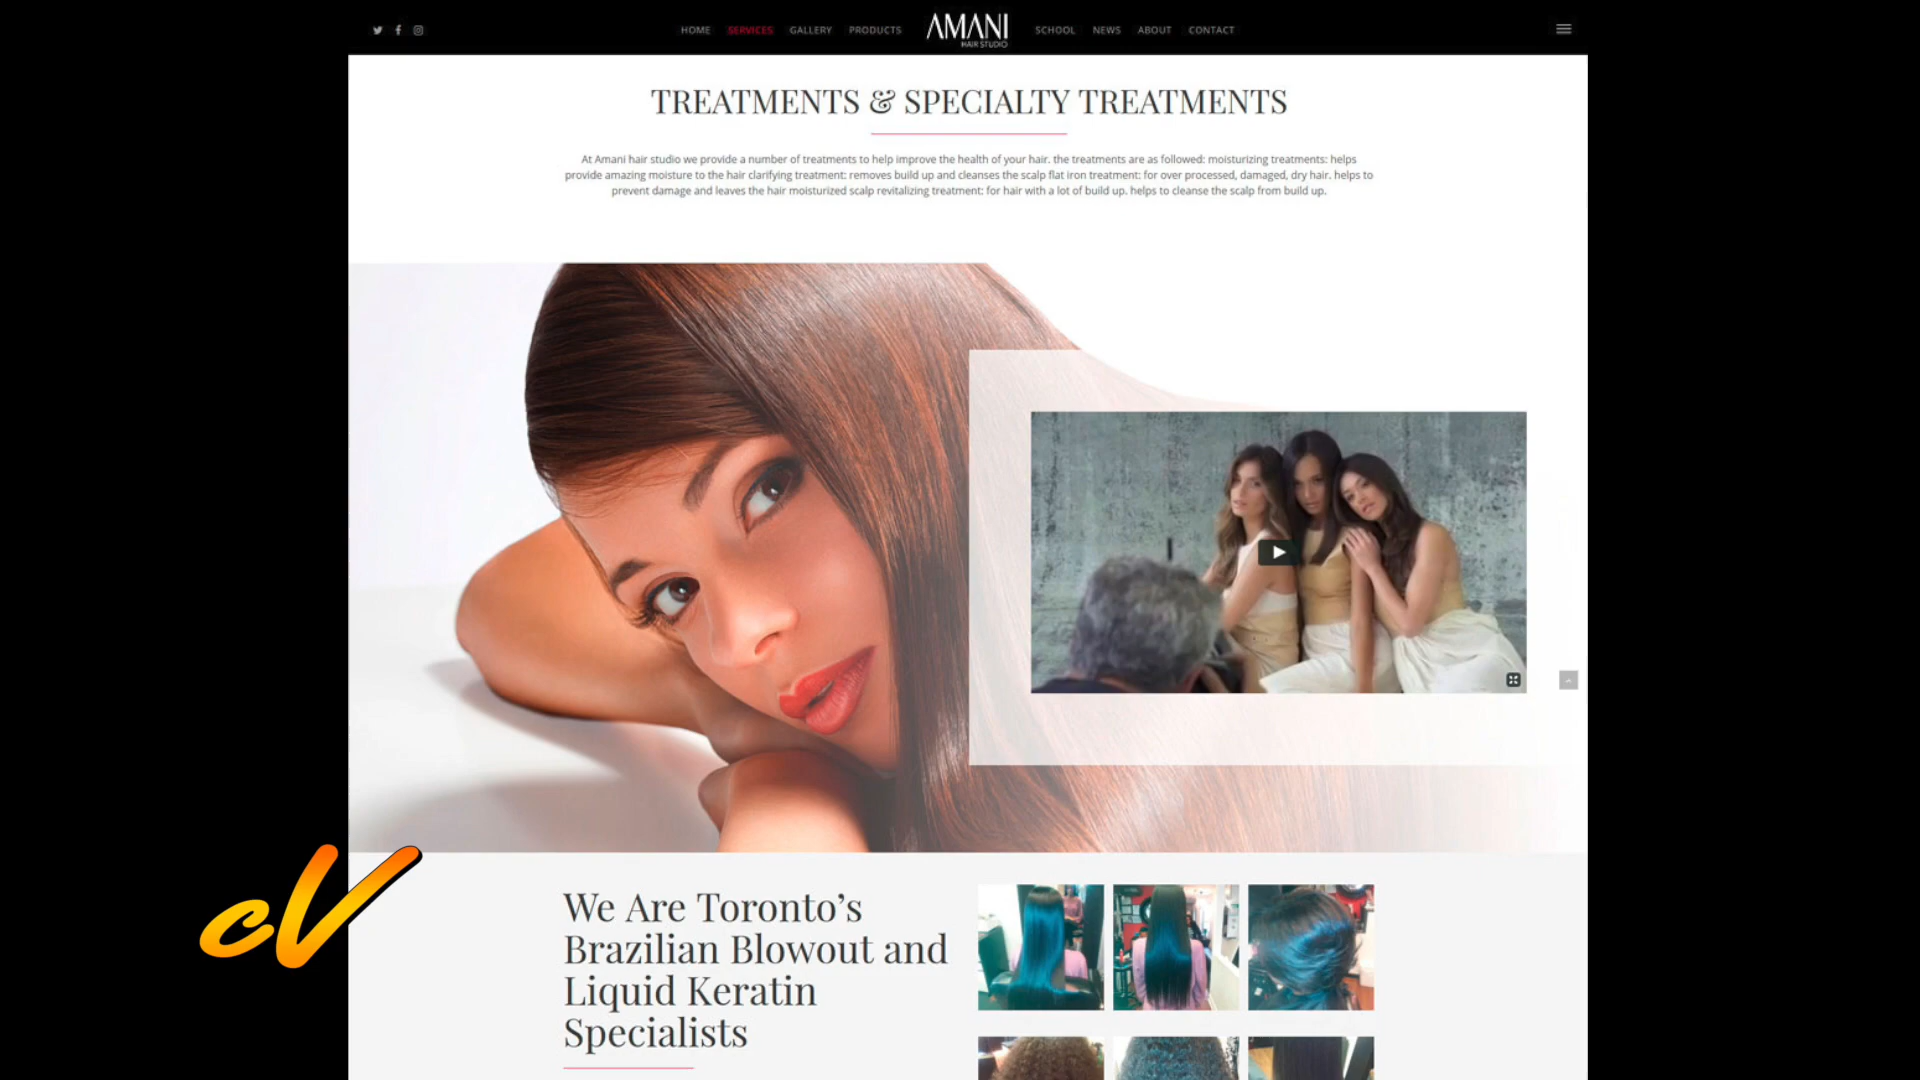 HOME SERVICES GALLERY PRODUCTS AMANI HAIR STUDIO SCHOOL NEWS ABOUT CONTACT
TREATMENTS & SPECIALTY TREATMENTS
At Amani hair studio we provide a number of treatments to help improve the health of your hair. the treatments are as followed: moisturizing treatments: helps
provide amazing moisture to the hair clarifying treatment: removes build up and cleanses the scalp flat iron treatment: for over processed, damaged, dry hair. helps to
prevent damage and leaves the hair moisturized scalp revitalizing treatment: for hair with a lot of build up. helps to cleanse the scalp from build up.
We Are Toronto’s
Brazilian Blowout and
Liquid Keratin
Specialists
cV